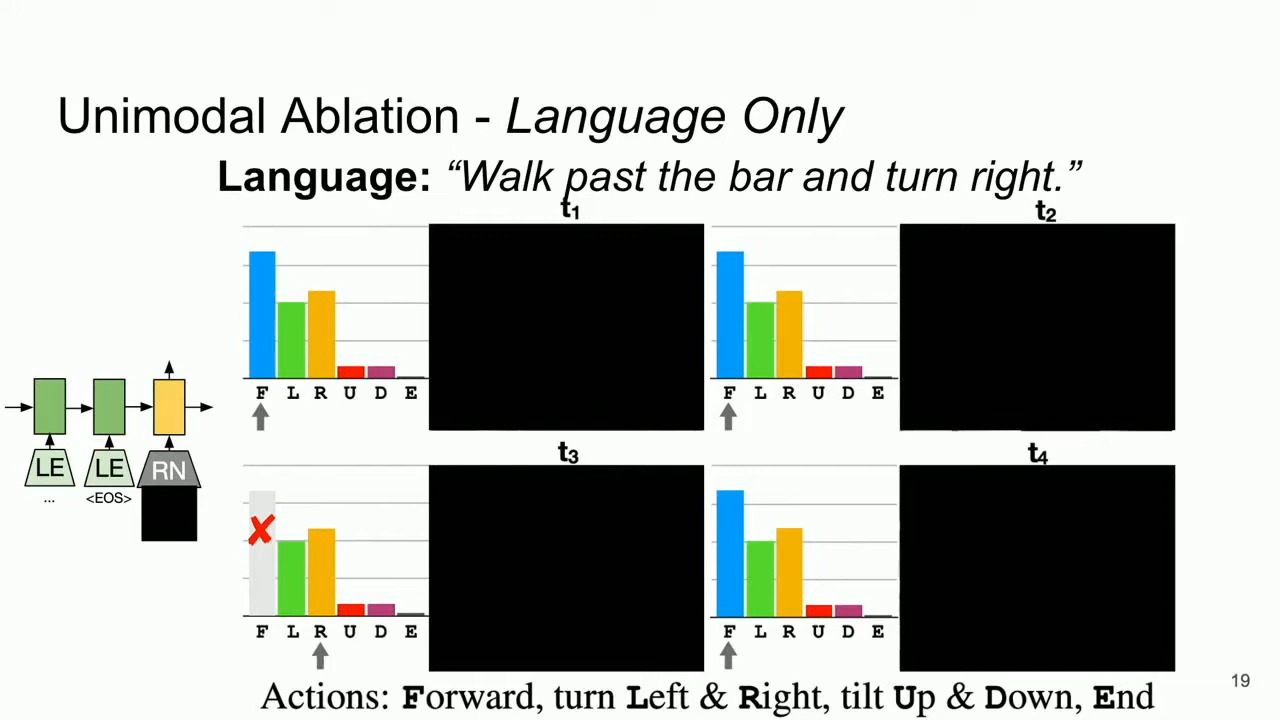 Unimodal Ablation - Language Only
Language: “Walk past the bar and turn right.”
t1
t2
F L R U D E
F L R U D E
LE
LE
RN
...
<EOS>
t3
t4
✗
F L R U D E
F L R U D E
Actions: Forward, turn Left & Right, tilt Up & Down, End
19